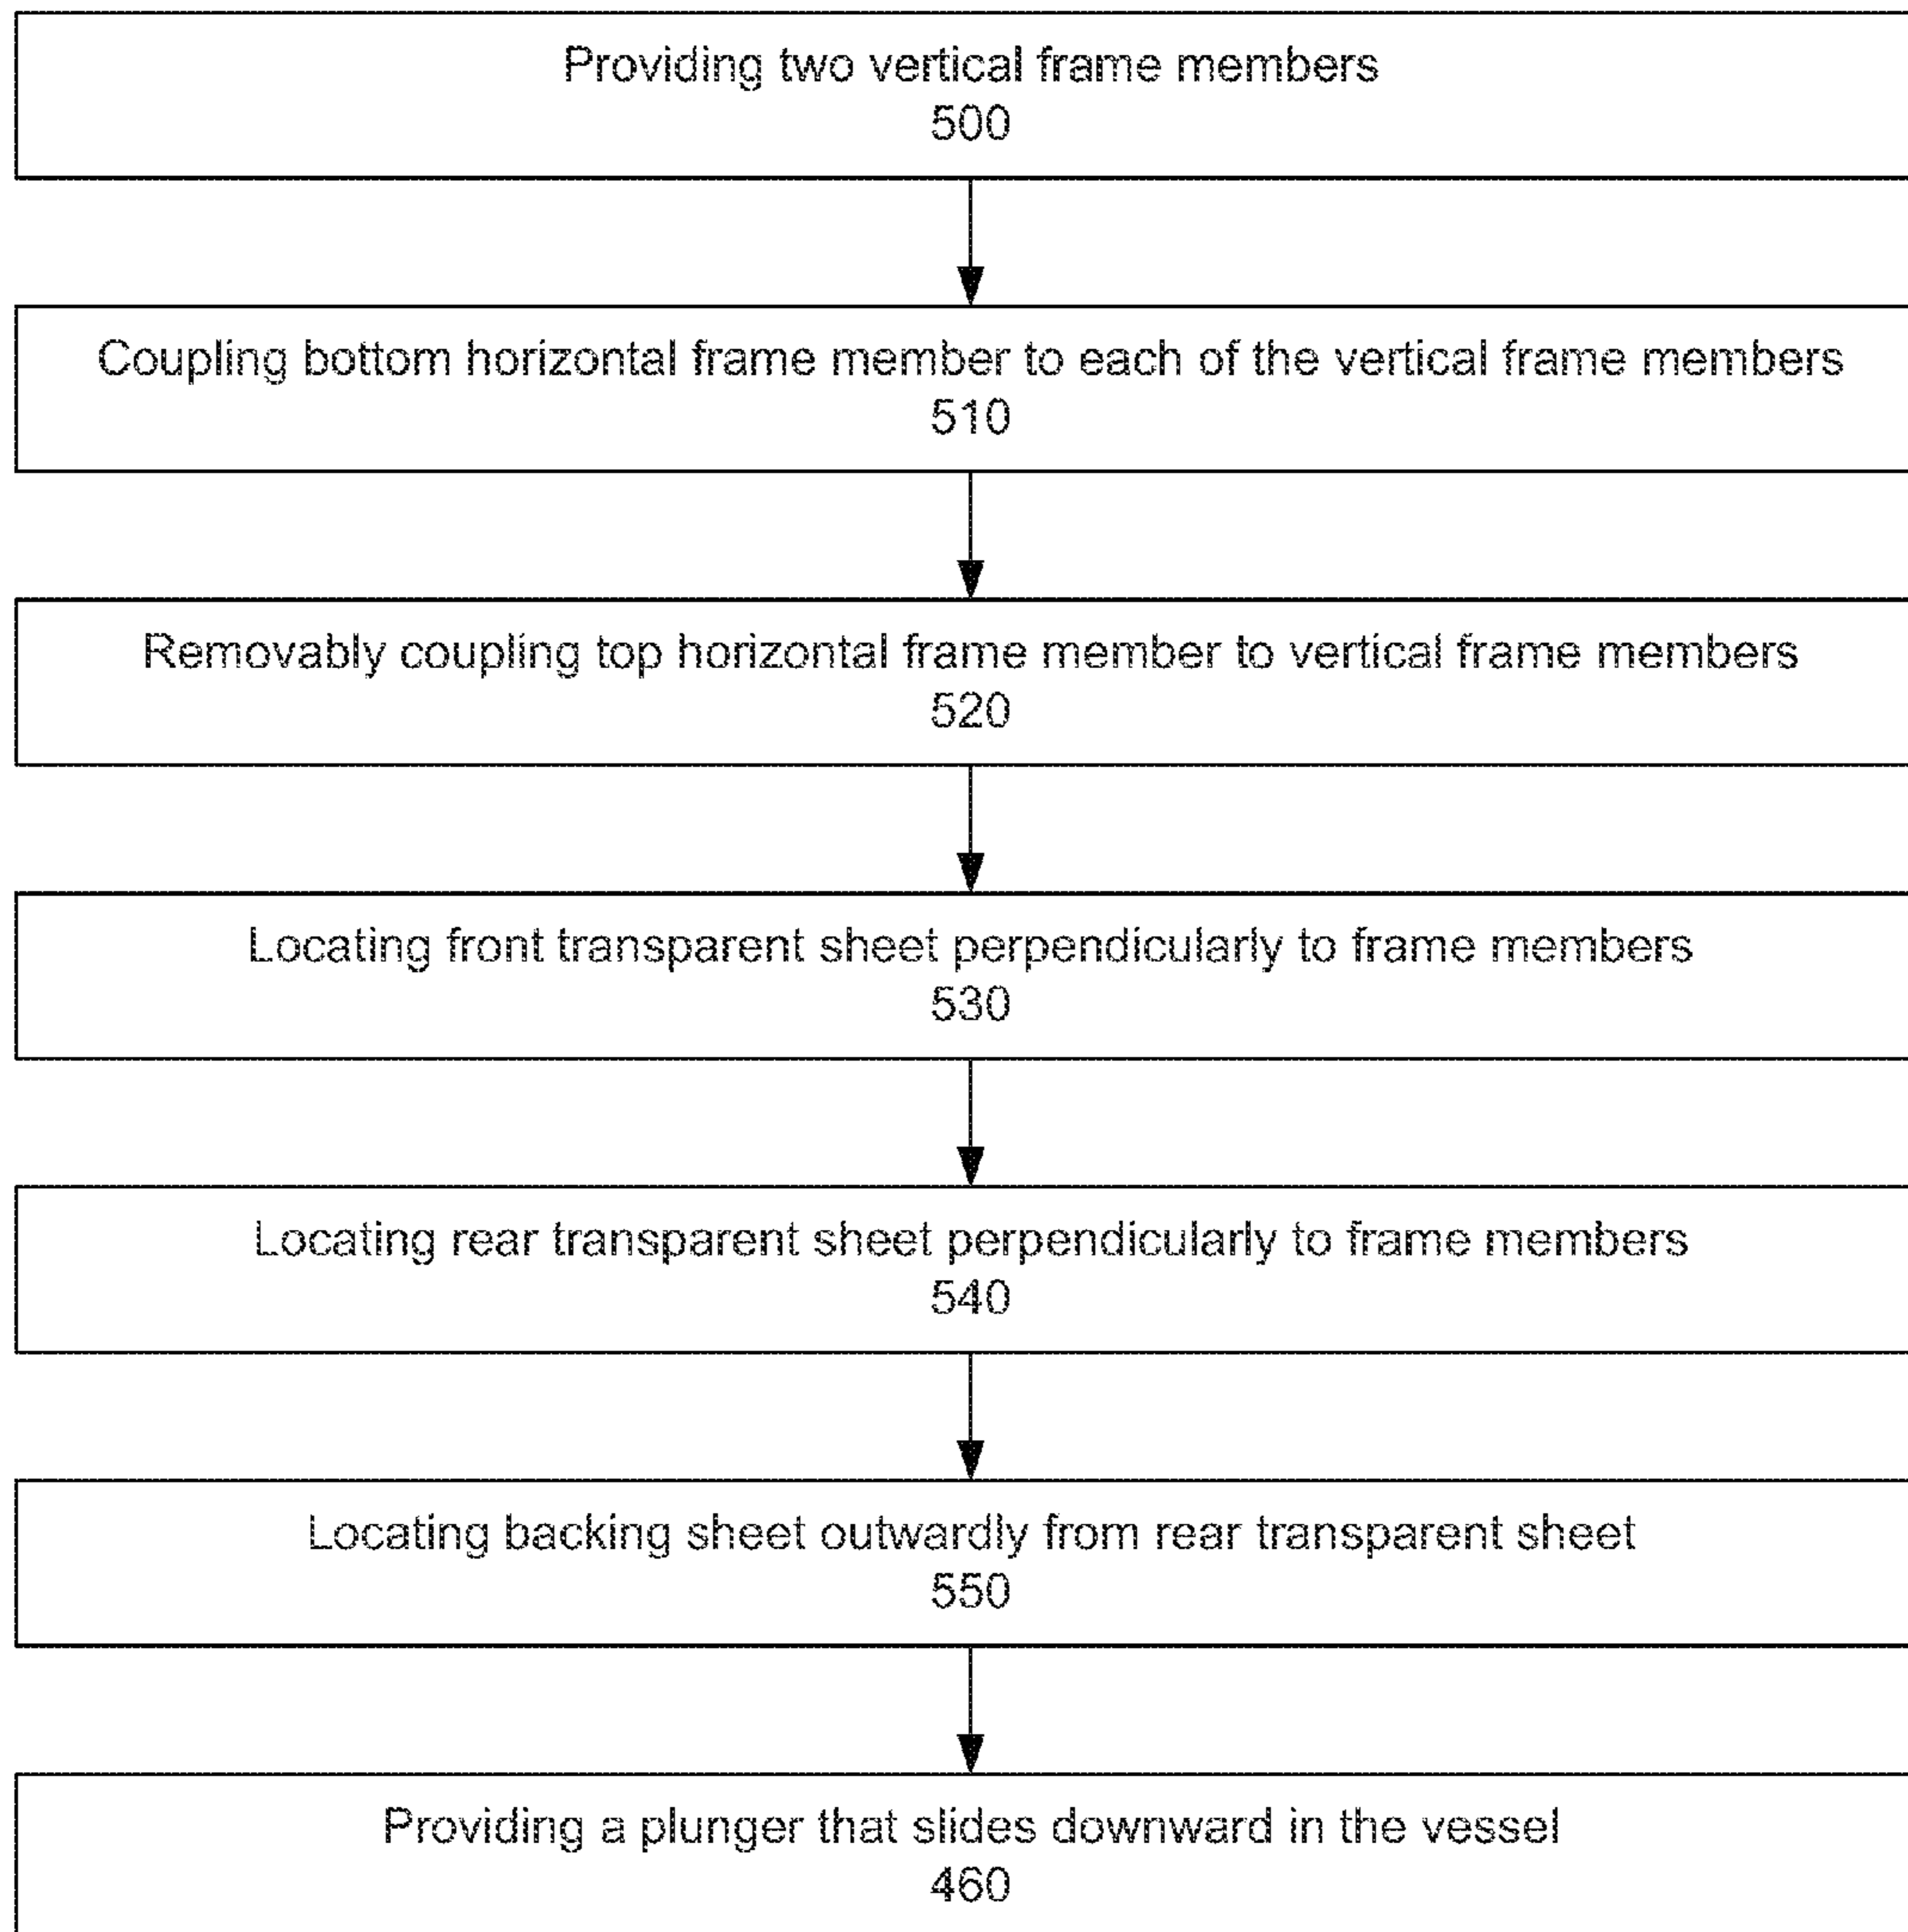 Providing two vertical frame members
500
Coupling bottom horizontal frame member to each of the vertical frame members
510
Removably coupling top horizontal frame member to vertical frame members
520
Locating front transparent sheet perpendicularly to frame members
530
Locating rear transparent sheet perpendicularly to frame members
540
Locating backing sheet outwardly from rear transparent sheet
550
Providing a plunger that slides downward in the vessel
460